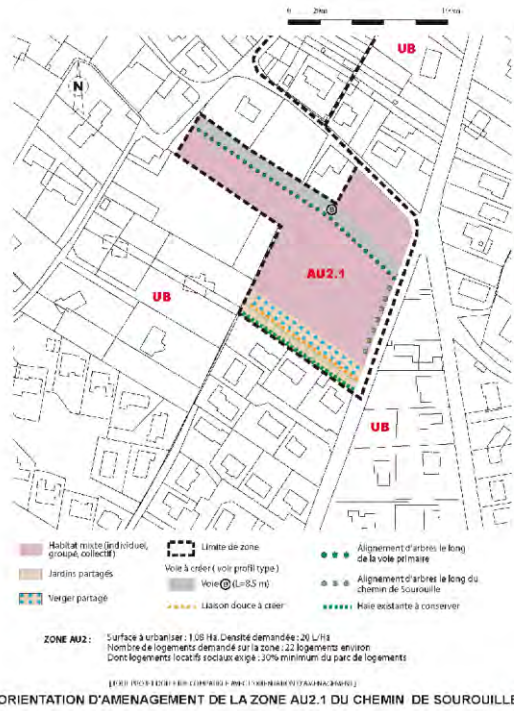 0 20m 100m
UB
N
AU2.1
UB
UB
Habitat mixte (individuel, groupé, collectif)
Jardins partagés
Verger partagé
Limite de zone
Voie à créer ( voir profil type )
Voie D (L=8.5 m)
Liaison douce à créer
Alignement d'arbres le long de la voie primaire
Alignement d'arbres le long du chemin de Sourouille
Haie existante à conserver
ZONE AU2 : Surface à urbaniser : 1,08 Ha. Densité demandée : 20 L/Ha
Nombre de logements demandé sur la zone : 22 logements environ
Dont logements locatifs sociaux exigé : 30% minimum du parc de logements
ORIENTATION D'AMENAGEMENT DE LA ZONE AU2.1 DU CHEMIN DE SOUROUILLE